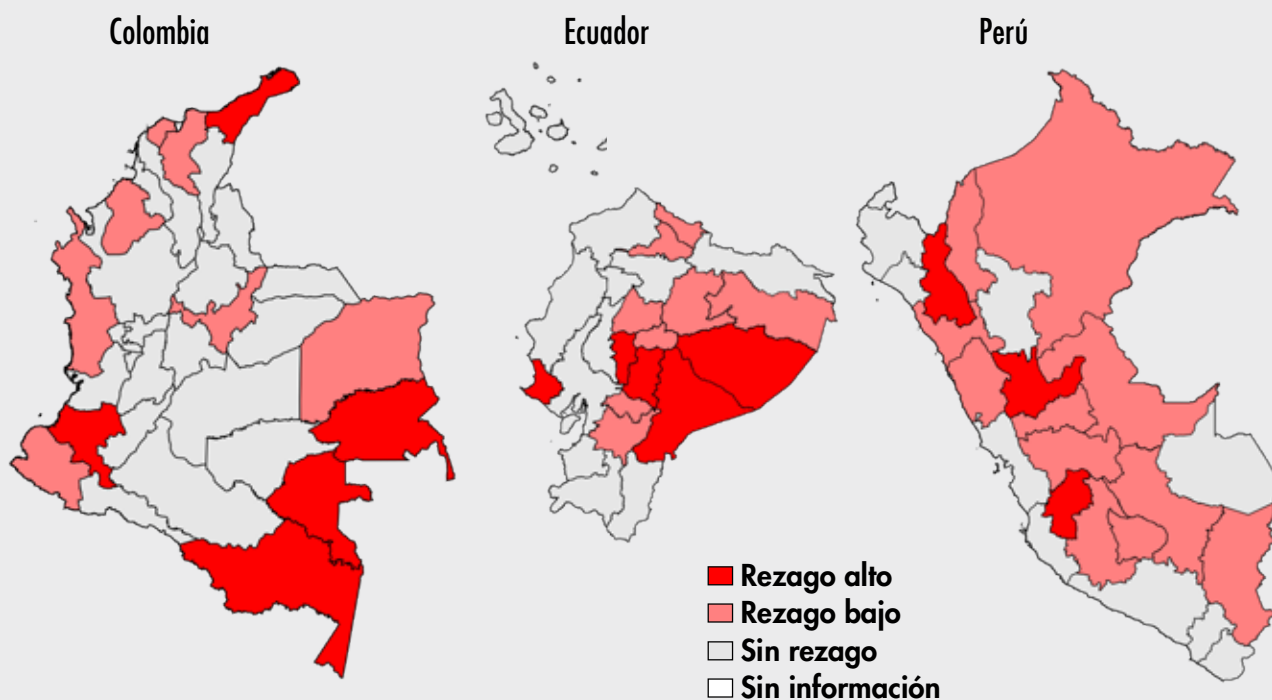 Colombia
Ecuador
Perú
Rezago alto
Rezago bajo
Sin rezago
Sin información